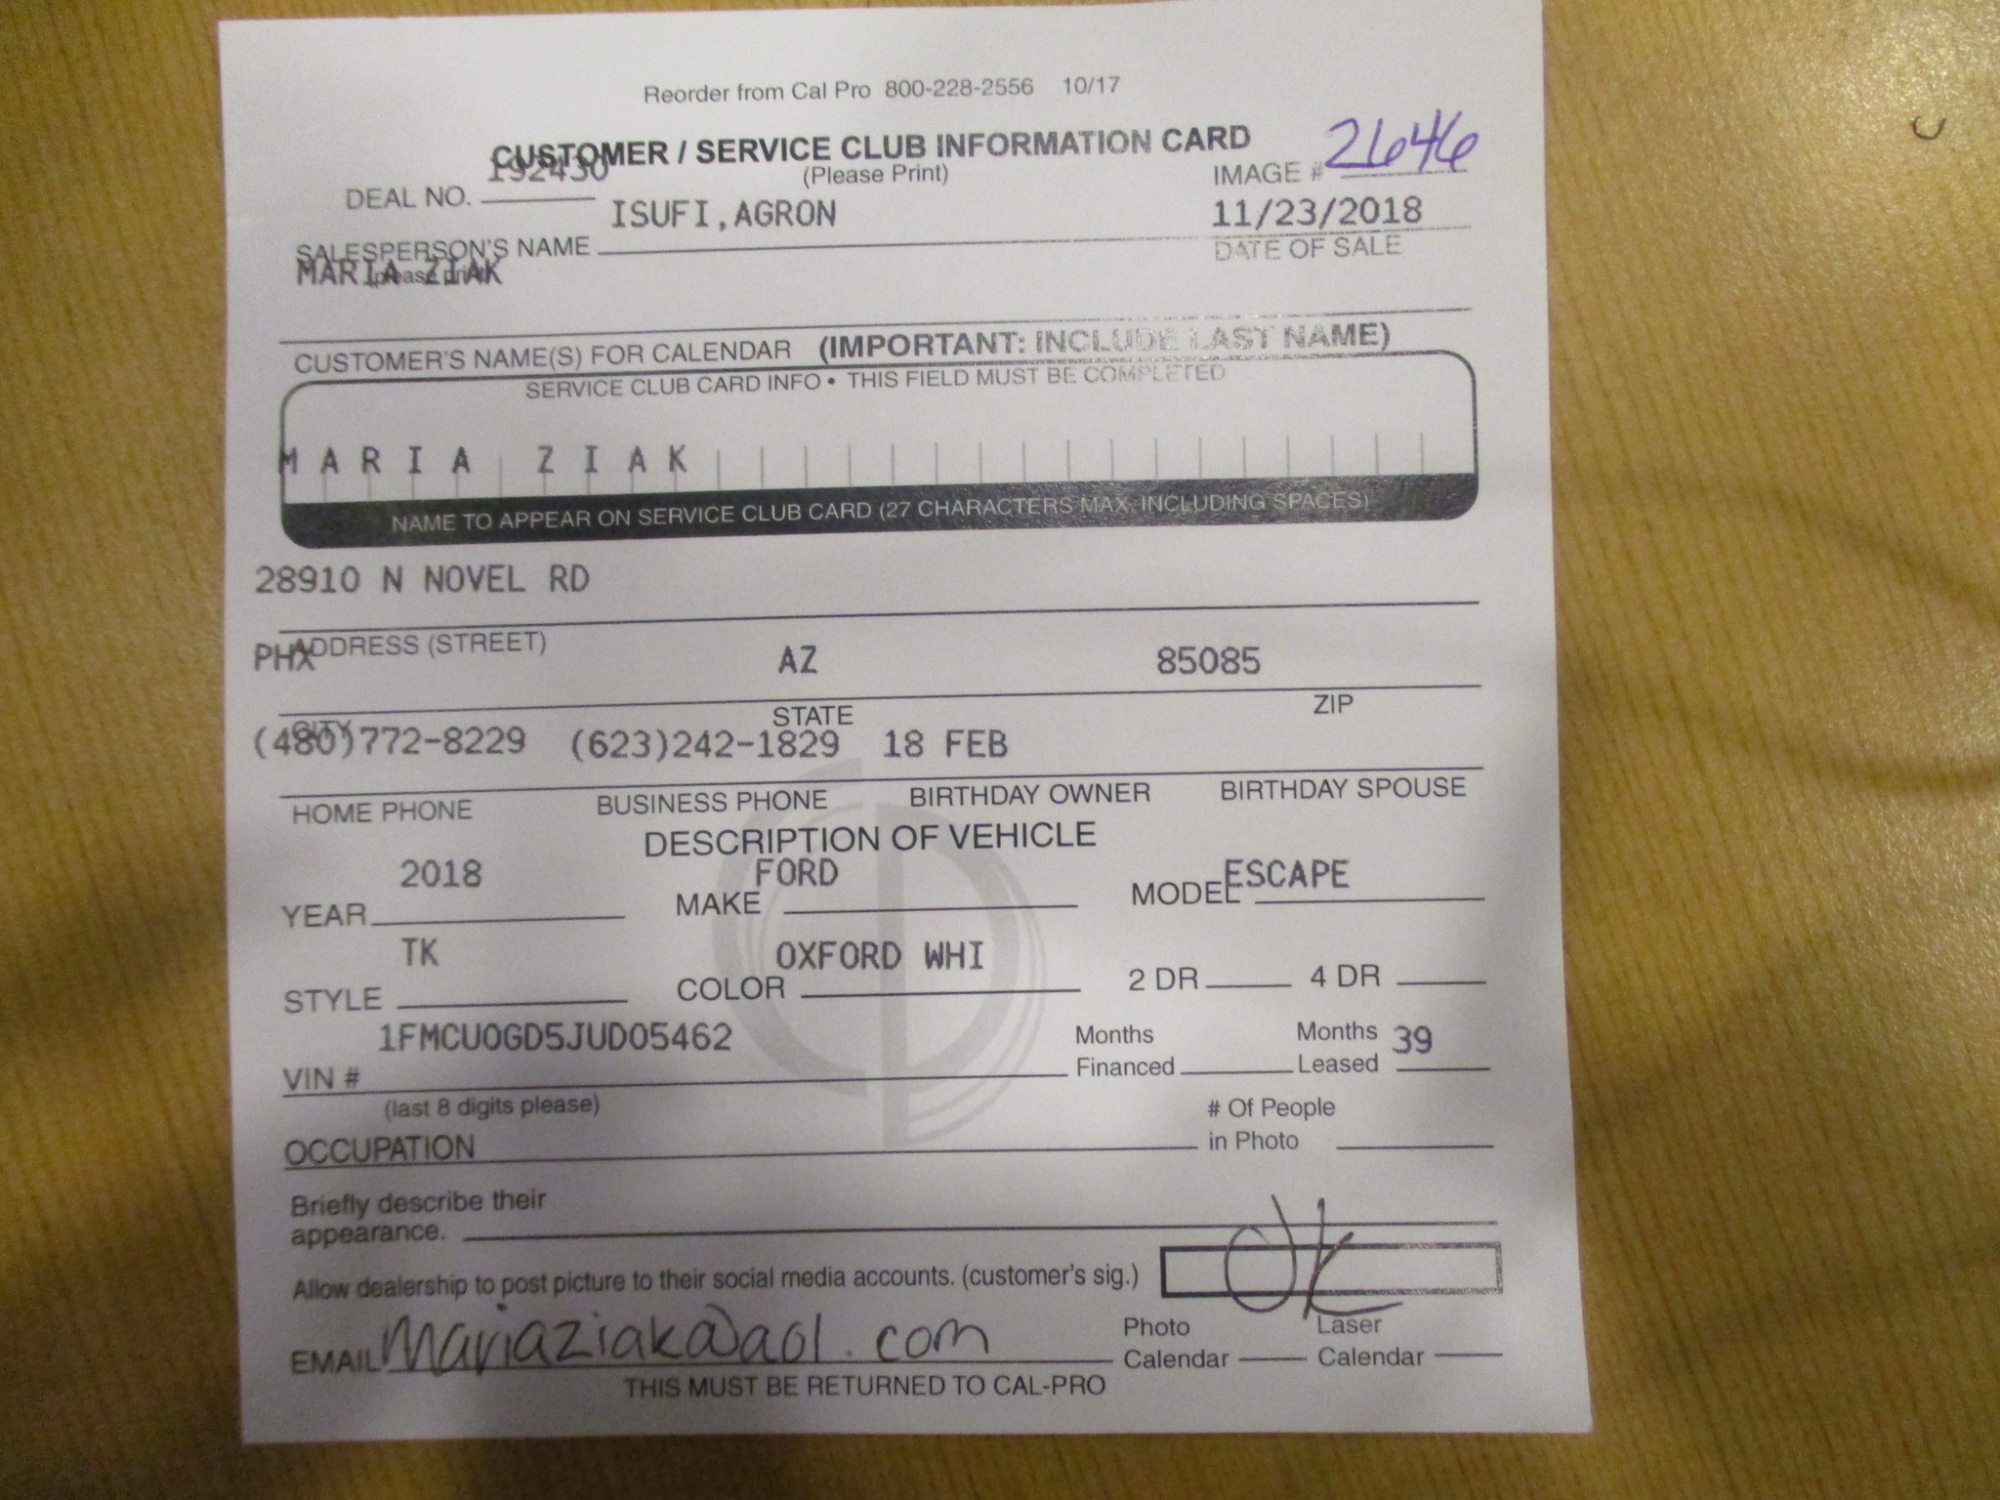 Reorder from Cal Pro 800-228-2556 10/17
CUSTOMER / SERVICE CLUB INFORMATION CARD
(Please Print)
IMAGE # 2646
DEAL NO. 192430
ISUFI,AGRON
11/23/2018
SALESPERSON'S NAME
DATE OF SALE
(please print)
MARIA ZIAK
CUSTOMER'S NAME(S) FOR CALENDAR (IMPORTANT: INCLUDE LAST NAME)
SERVICE CLUB CARD INFO • THIS FIELD MUST BE COMPLETED
MARIA ZIAK
NAME TO APPEAR ON SERVICE CLUB CARD (27 CHARACTERS MAX. INCLUDING SPACES)
28910 N NOVEL RD
ADDRESS (STREET)
PHX AZ 85085
CITY STATE ZIP
(480)772-8229 (623)242-1829 18 FEB
HOME PHONE BUSINESS PHONE BIRTHDAY OWNER BIRTHDAY SPOUSE
DESCRIPTION OF VEHICLE
2018 FORD ESCAPE
YEAR MAKE MODEL
TK OXFORD WHI
STYLE COLOR 2 DR 4 DR
1FMCU0GD5JUD05462
Months Financed Months Leased 39
VIN #
(last 8 digits please)
# Of People in Photo
OCCUPATION
Briefly describe their
appearance.
Allow dealership to post picture to their social media accounts. (customer's sig.)
EMAIL mariaziak@aol.com
Photo Calendar Laser Calendar
THIS MUST BE RETURNED TO CAL-PRO